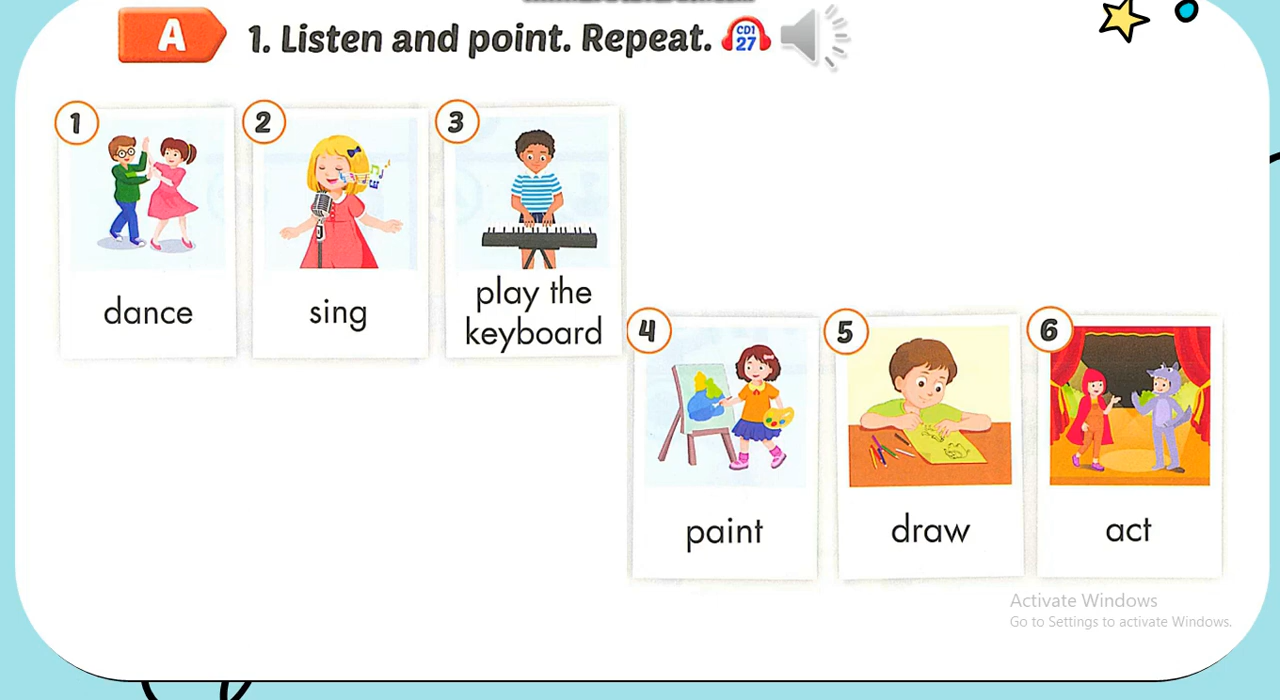 A
1. Listen and point. Repeat.
CD1
27
1
2
3
dance
sing
play the
keyboard
4
5
6
paint
draw
act
Activate Windows
Go to Settings to activate Windows.